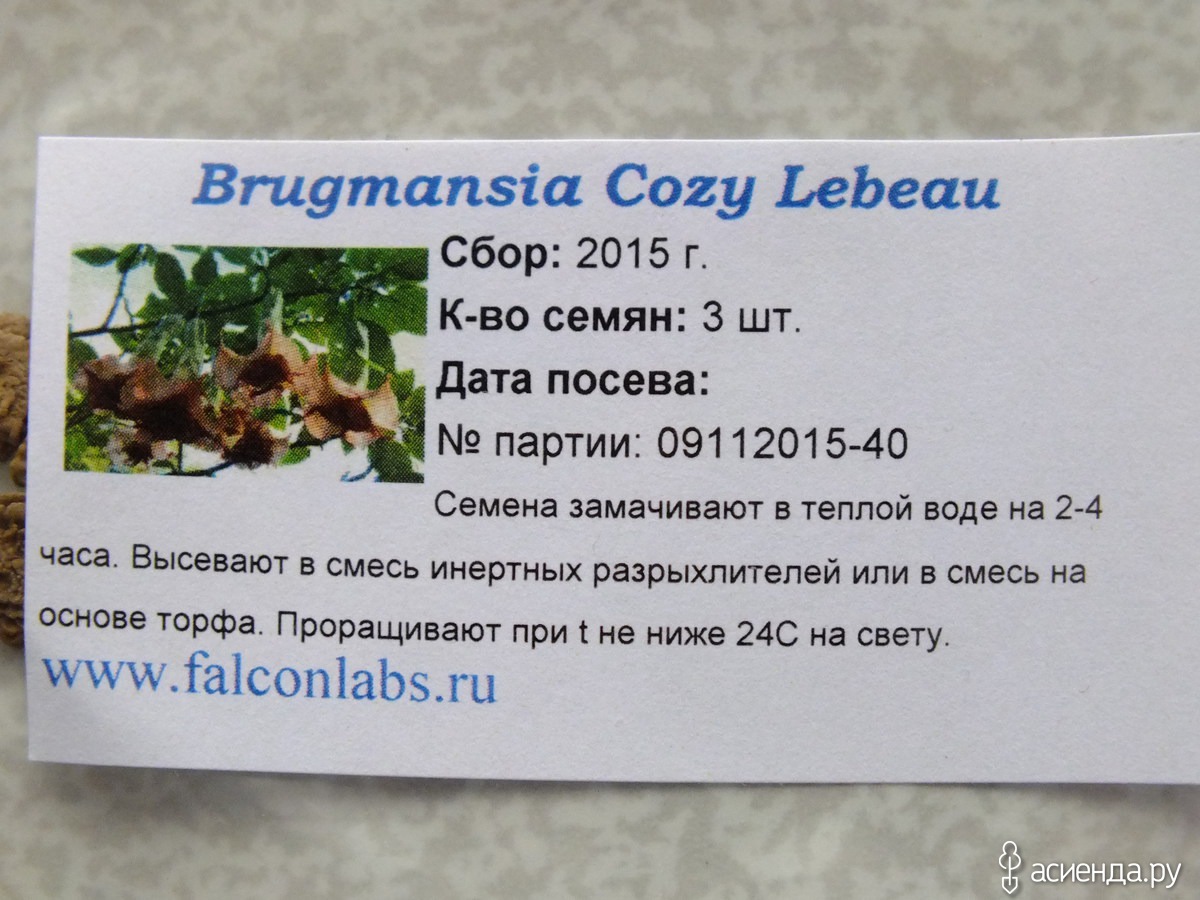 Brugmansia Cozy Lebeau
Сбор: 2015 г.
К-во семян: 3 шт.
Дата посева:
№ партии: 09112015-40
Семена замачивают в теплой воде на 2-4
часа. Высевают в смесь инертных разрыхлителей или в смесь на
основе торфа. Проращивают при t не ниже 24С на свету.
www.falconlabs.ru
асиенда.ру